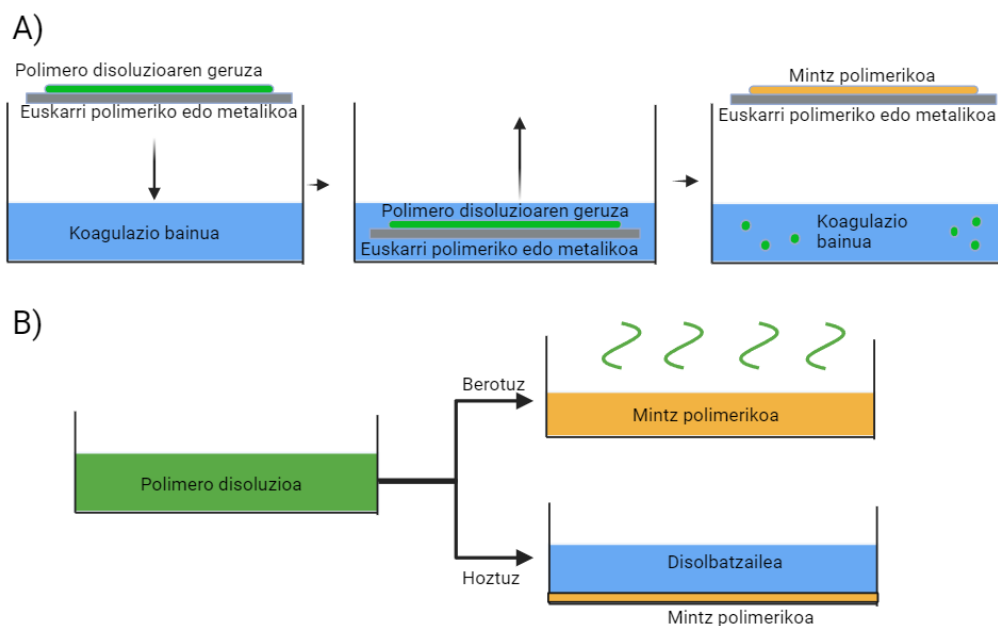 A)
Polimero disoluzioaren geruza
Euskarri polimeriko edo metalikoa
Koagulazio bainua
Polimero disoluzioaren geruza
Euskarri polimeriko edo metalikoa
Mintz polimerikoa
Euskarri polimeriko edo metalikoa
Koagulazio
bainua
B)
Polimero disoluzioa
Berotuz
Mintz polimerikoa
Hoztuz
Disolbatzailea
Mintz polimerikoa